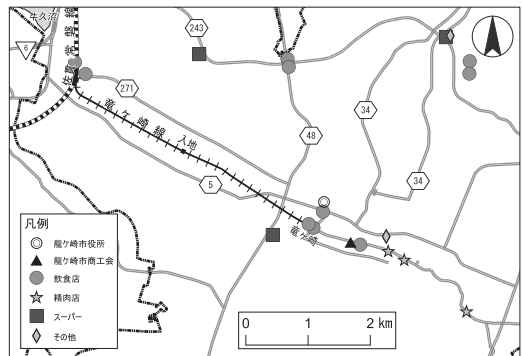 牛久沼
6
佐貫
常磐線
243
271
竜ケ崎線
入地
48
34
5
34
竜ケ崎
凡例
龍ケ崎市役所
龍ケ崎市商工会
飲食店
精肉店
スーパー
その他
0 1 2 km